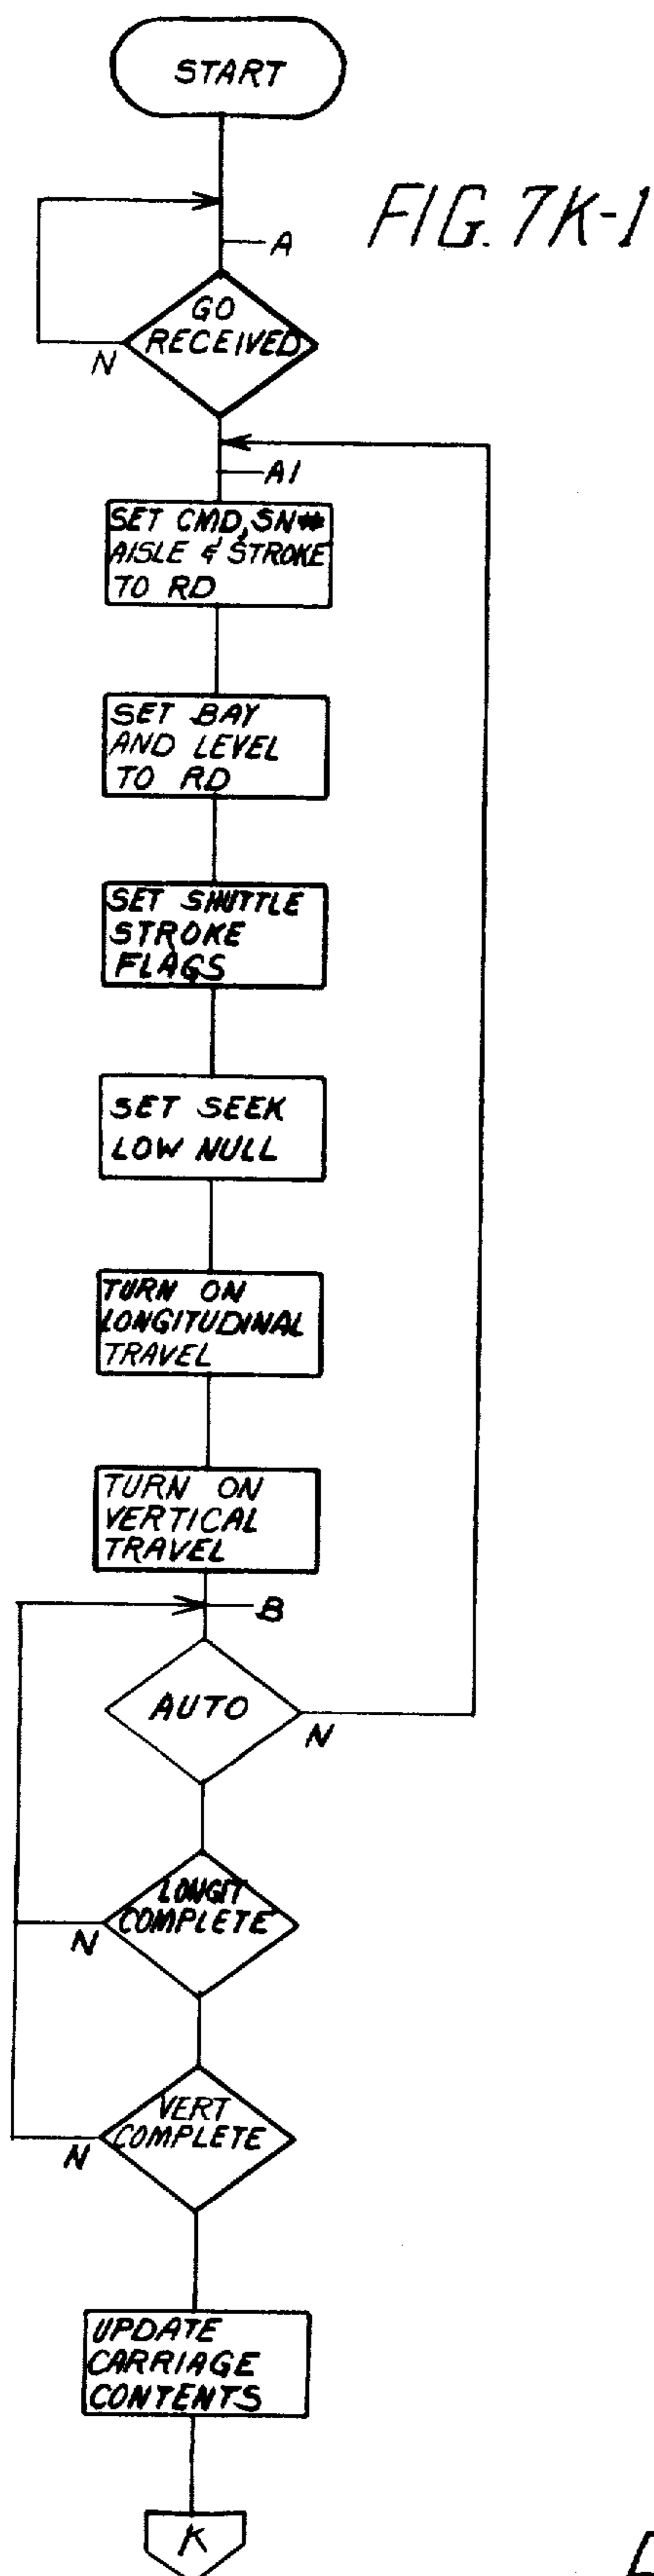 START
FIG. 7K-1
A
GO
RECEIVED
N
A1
SET CMD, SN#
AISLE & STROKE
TO RD
SET BAY
AND LEVEL
TO RD
SET SHUTTLE
STROKE
FLAGS
SET SEEK
LOW NULL
TURN ON
LONGITUDINAL
TRAVEL
TURN ON
VERTICAL
TRAVEL
B
AUTO
N
LONGIT
COMPLETE
N
VERT
COMPLETE
N
UPDATE
CARRIAGE
CONTENTS
K